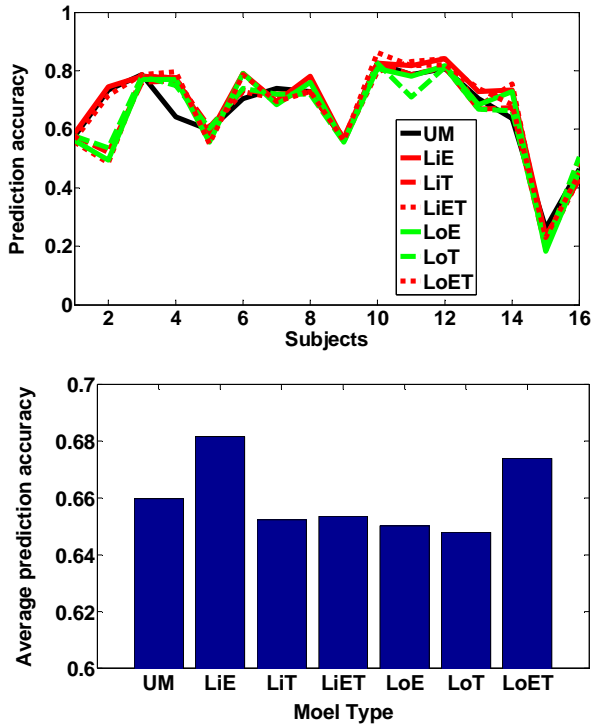 Prediction accuracy
1
0.8
0.6
0.4
0.2
0
UM
LiE
LiT
LiET
LoE
LoT
LoET
2 4 6 8 10 12 14 16
Subjects
Average prediction accuracy
0.7
0.68
0.66
0.64
0.62
0.6
UM LiE LiT LiET LoE LoT LoET
Moel Type